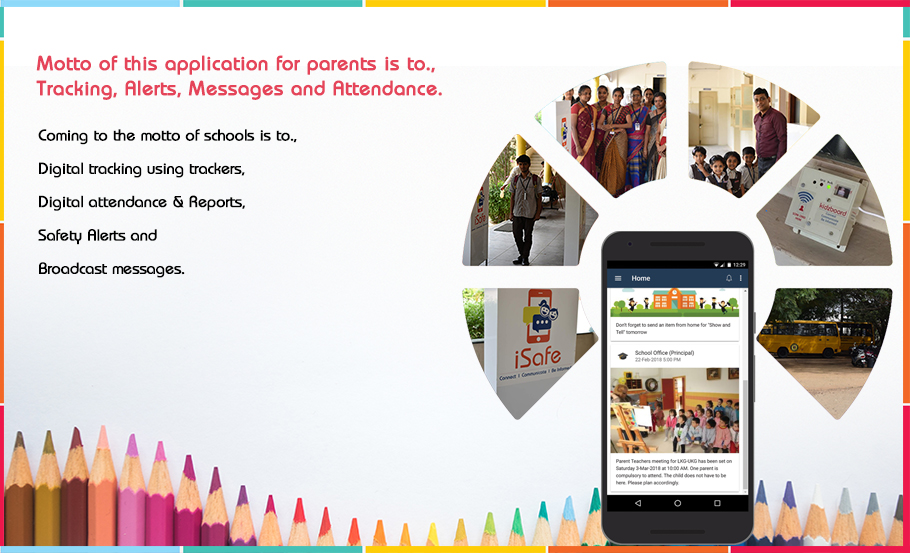 Motto of this application for parents is to.,
Tracking, Alerts, Messages and Attendance.
Coming to the motto of schools is to.,
Digital tracking using trackers,
Digital attendance & Reports,
Safety Alerts and
Broadcast messages.
iSafe
kidzboard
iSafe
Connect I Communicate I Be Informed
12:29
Home
Don't forget to send an item from home for "Show and
Tell" tomorrow
School Office (Principal)
22-Feb 2018 5:00 PM
Parent Teachers meeting for LKG-UKG has been set on
Saturday 3-Mar-2018 at 10:00 AM. One parent is
compulsory to attend. The child does not have to be
here. Please plan accordingly.